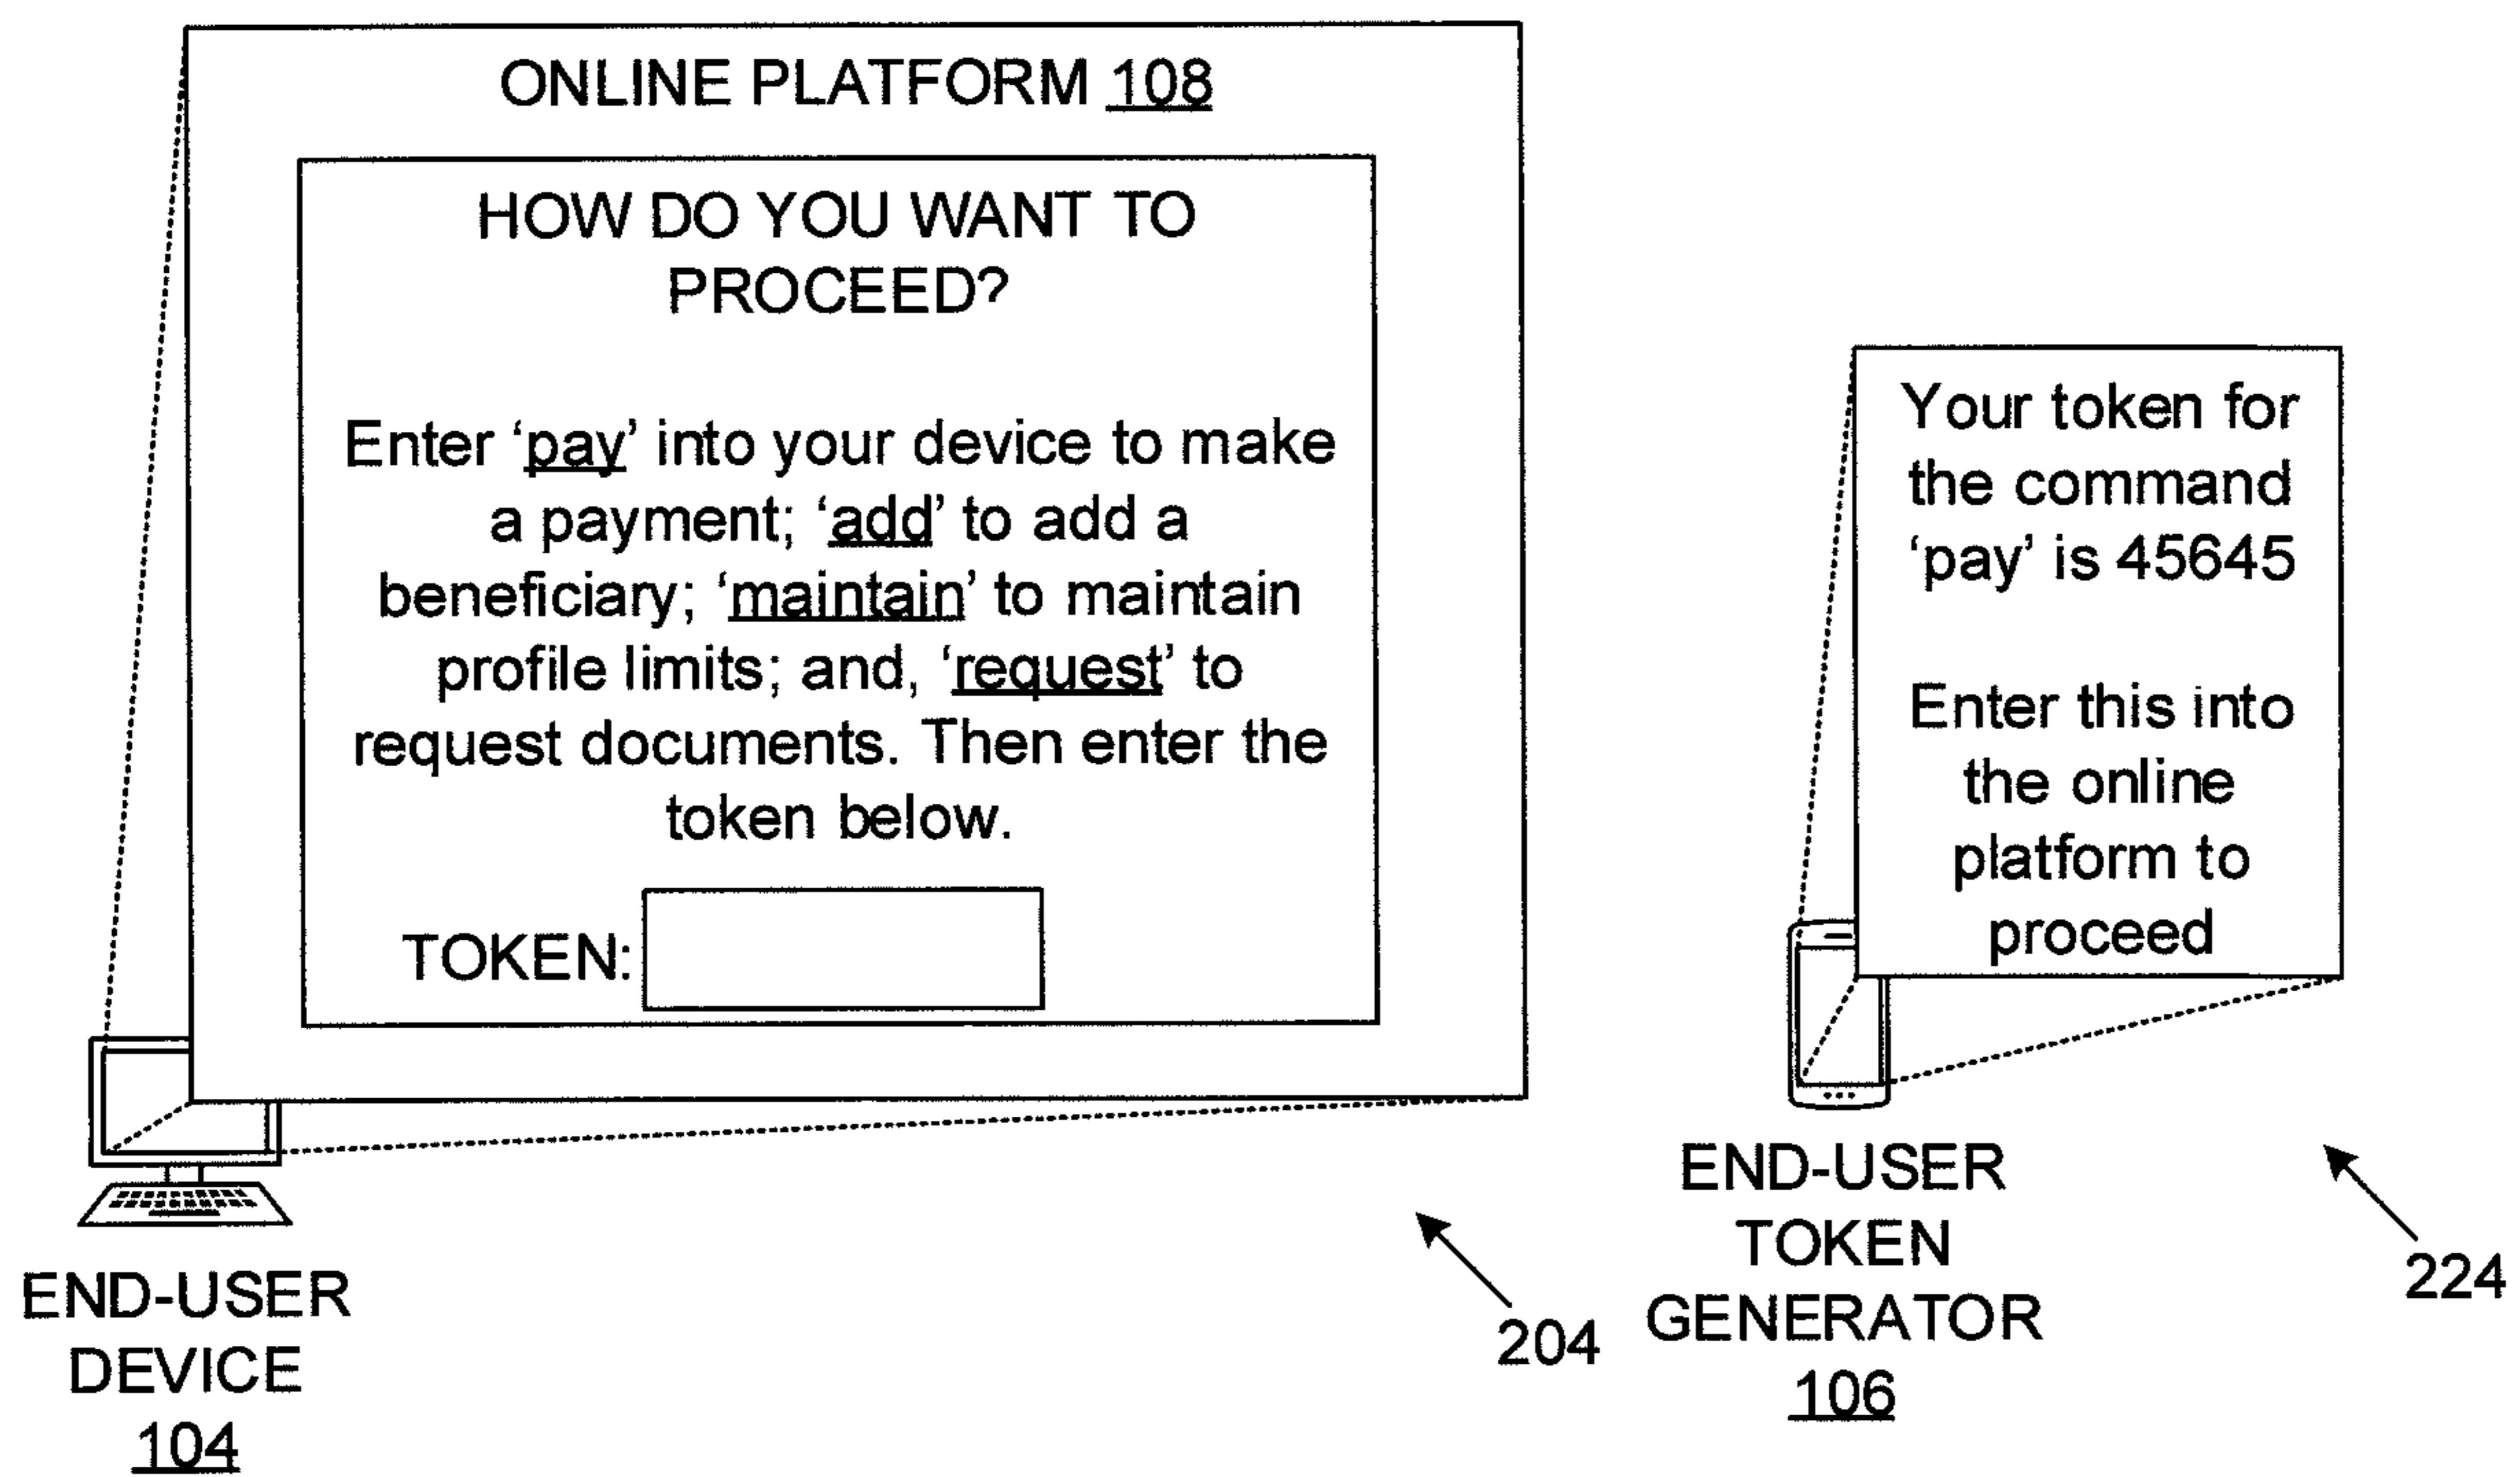 ONLINE PLATFORM 108
HOW DO YOU WANT TO
PROCEED?
Enter ‘pay’ into your device to make
a payment; ‘add’ to add a
beneficiary; ‘maintain’ to maintain
profile limits; and, ‘request’ to
request documents. Then enter the
token below.
TOKEN:
END-USER
DEVICE
104
204
Your token for
the command
‘pay’ is 45645
Enter this into
the online
platform to
proceed
END-USER
TOKEN
GENERATOR
106
224